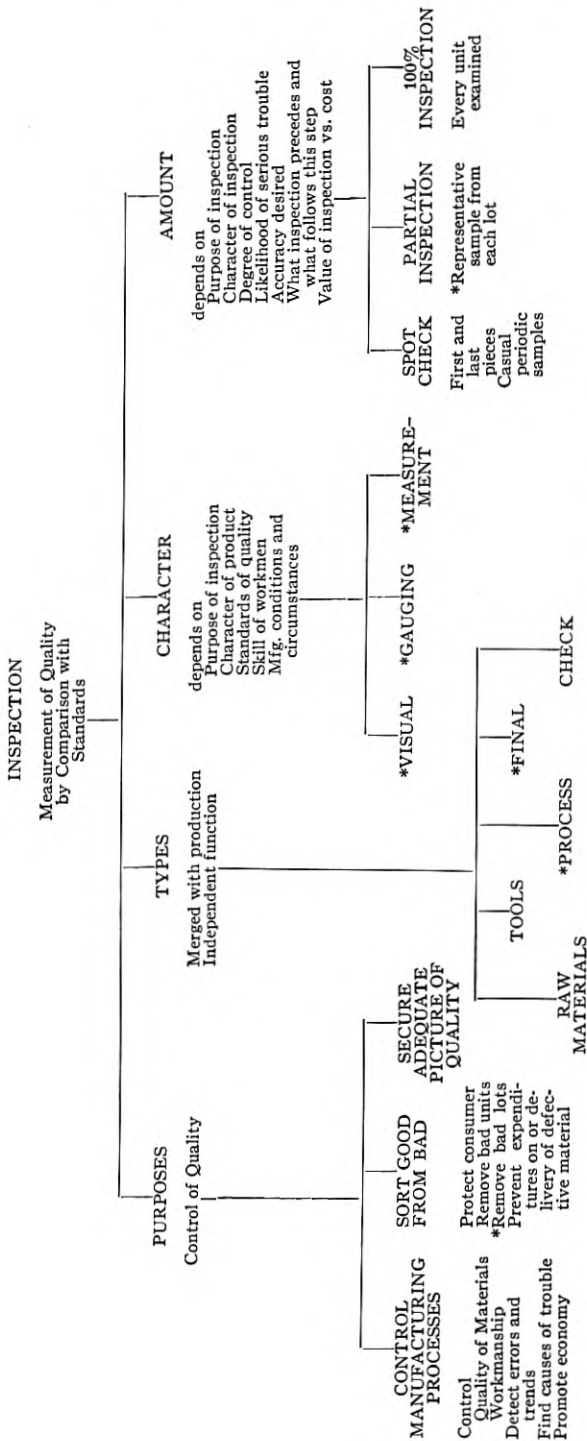 INSPECTION
Measurement of Quality
by Comparison with
Standards
PURPOSES
Control of Quality
CONTROL
MANUFACTURING
PROCESSES
Control
Quality of Materials
Workmanship
Detect errors and
trends
Find causes of trouble
Promote economy
SORT GOOD
FROM BAD
Protect consumer
Remove bad units
*Remove bad lots
Prevent expendi-
tures on or de-
livery of defec-
tive material
SECURE
ADEQUATE
PICTURE OF
QUALITY
TYPES
Merged with production
Independent function
RAW
MATERIALS
TOOLS
*PROCESS
*FINAL
CHECK
CHARACTER
depends on
Purpose of inspection
Character of product
Standards of quality
Skill of workmen
Mfg. conditions and
circumstances
*VISUAL
*GAUGING
*MEASURE-
MENT
AMOUNT
depends on
Purpose of inspection
Character of inspection
Degree of control
Likelihood of serious trouble
Accuracy desired
What inspection precedes and
what follows this step
Value of inspection vs. cost
SPOT
CHECK
First and
last
pieces
Casual
periodic
samples
PARTIAL
INSPECTION
*Representative
sample from
each lot
100%
INSPECTION
Every unit
examined